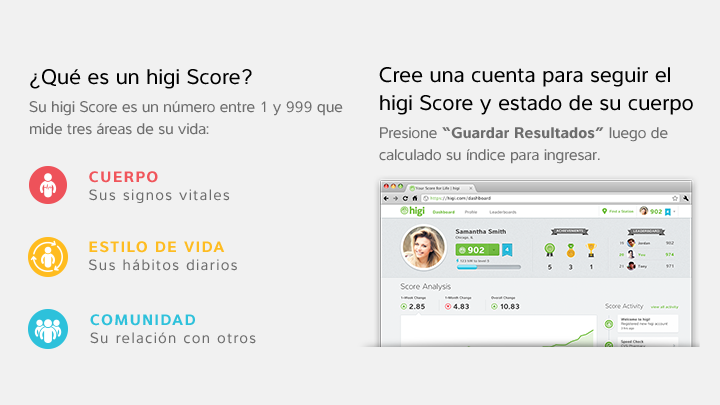 ¿Qué es un higi Score?
Su higi Score es un número entre 1 y 999 que
mide tres áreas de su vida:
CUERPO
Sus signos vitales
ESTILO DE VIDA
Sus hábitos diarios
COMUNIDAD
Su relación con otros
Cree una cuenta para seguir el
higi Score y estado de su cuerpo
Presione “Guardar Resultados” luego de
calculado su índice para ingresar.
Your Score for Life | higi
https://higi.com/dashboard
higi Dashboard Profile Leaderboards Find a Station 902
Samantha Smith
Chicago, IL
902 4
ACHIEVEMENTS
5 3 1
LEADERBOARD
Jordan 902
You 974
Tony 971
Score Analysis
1-Week Change 1-Month Change Overall Change
2.85 4.83 10.83
Score Activity view all activity
Welcome to higi
Registered new higi account
Speed Check